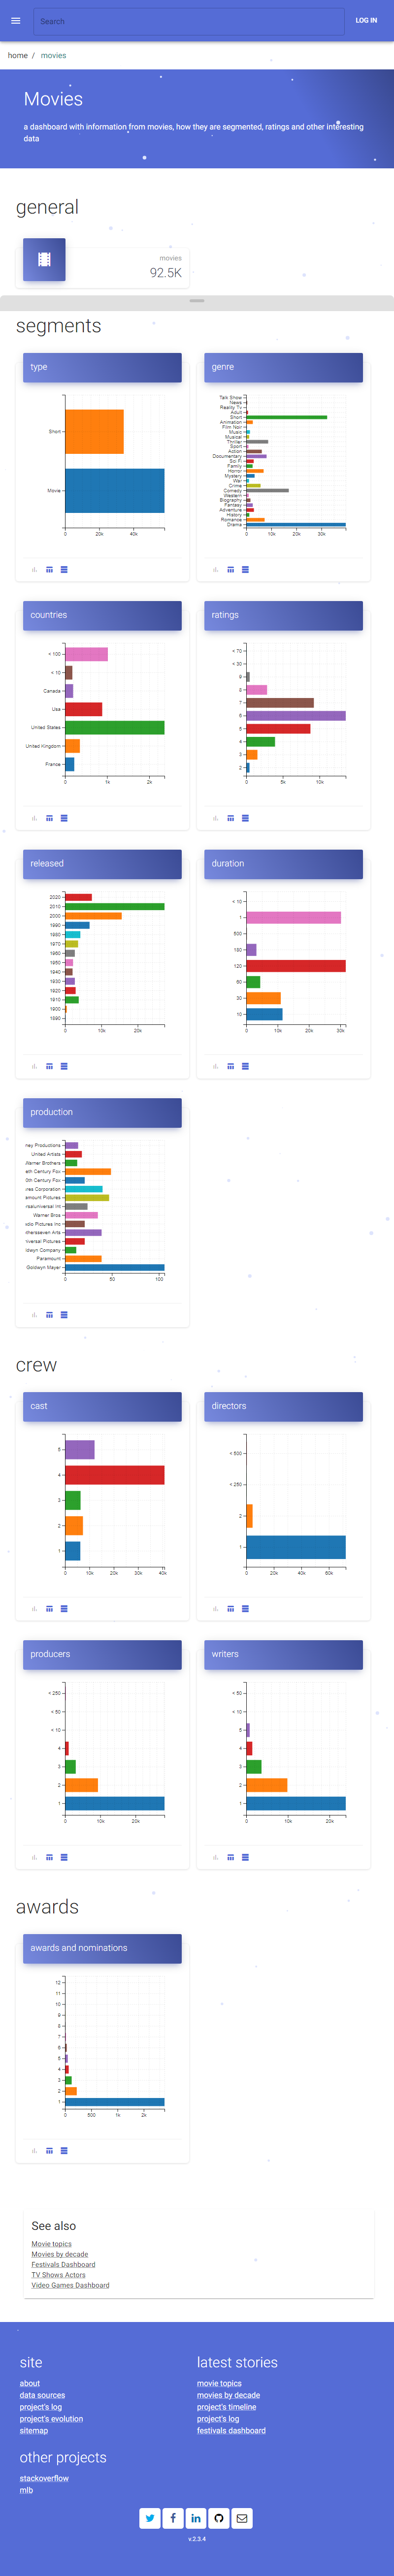 Search
LOG IN
home / movies
Movies
a dashboard with information from movies, how they are segmented, ratings and other interesting
data
general
movies
92.5K
segments
type
Short
Movie
0 20k 40k
genre
Talk Show
News
Reality Tv
Adult
Short
Animation
Film Noir
Music
Musical
Thriller
Sport
Action
Documentary
Sci Fi
Family
Horror
Mystery
War
Crime
Comedy
Western
Biography
Fantasy
Adventure
History
Romance
Drama
0 10k 20k 30k
countries
< 100
< 10
Canada
Usa
United States
United Kingdom
France
0 1k 2k
ratings
< 70
< 30
9
8
7
6
5
4
3
2
0 5k 10k
released
2020
2010
2000
1990
1980
1970
1960
1950
1940
1930
1920
1910
1900
1890
0 10k 20k
duration
< 10
1
500
180
120
60
30
10
0 10k 20k 30k
production
ney Productions
United Artists
Warner Brothers
eth Century Fox
0th Century Fox
res Corporation
amount Pictures
rsaluniversal Int
Warner Bros
xdio Pictures Inc
rtherseven Arts
iversal Pictures
ldwyn Company
Paramount
Goldwyn Mayer
0 50 100
crew
cast
5
4
3
2
1
0 10k 20k 30k 40k
directors
< 500
< 250
2
1
0 20k 40k 60k
producers
< 250
< 50
< 10
4
3
2
1
0 10k 20k
writers
< 50
< 10
5
4
3
2
1
0 10k 20k
awards
awards and nominations
12
11
10
9
8
7
6
5
4
3
2
1
0 500 1k 2k
See also
Movie topics
Movies by decade
Festivals Dashboard
TV Shows Actors
Video Games Dashboard
site
about
data sources
project's log
project's evolution
sitemap
latest stories
movie topics
movies by decade
project's timeline
project's log
festivals dashboard
other projects
stackoverflow
mlb
v.2.3.4